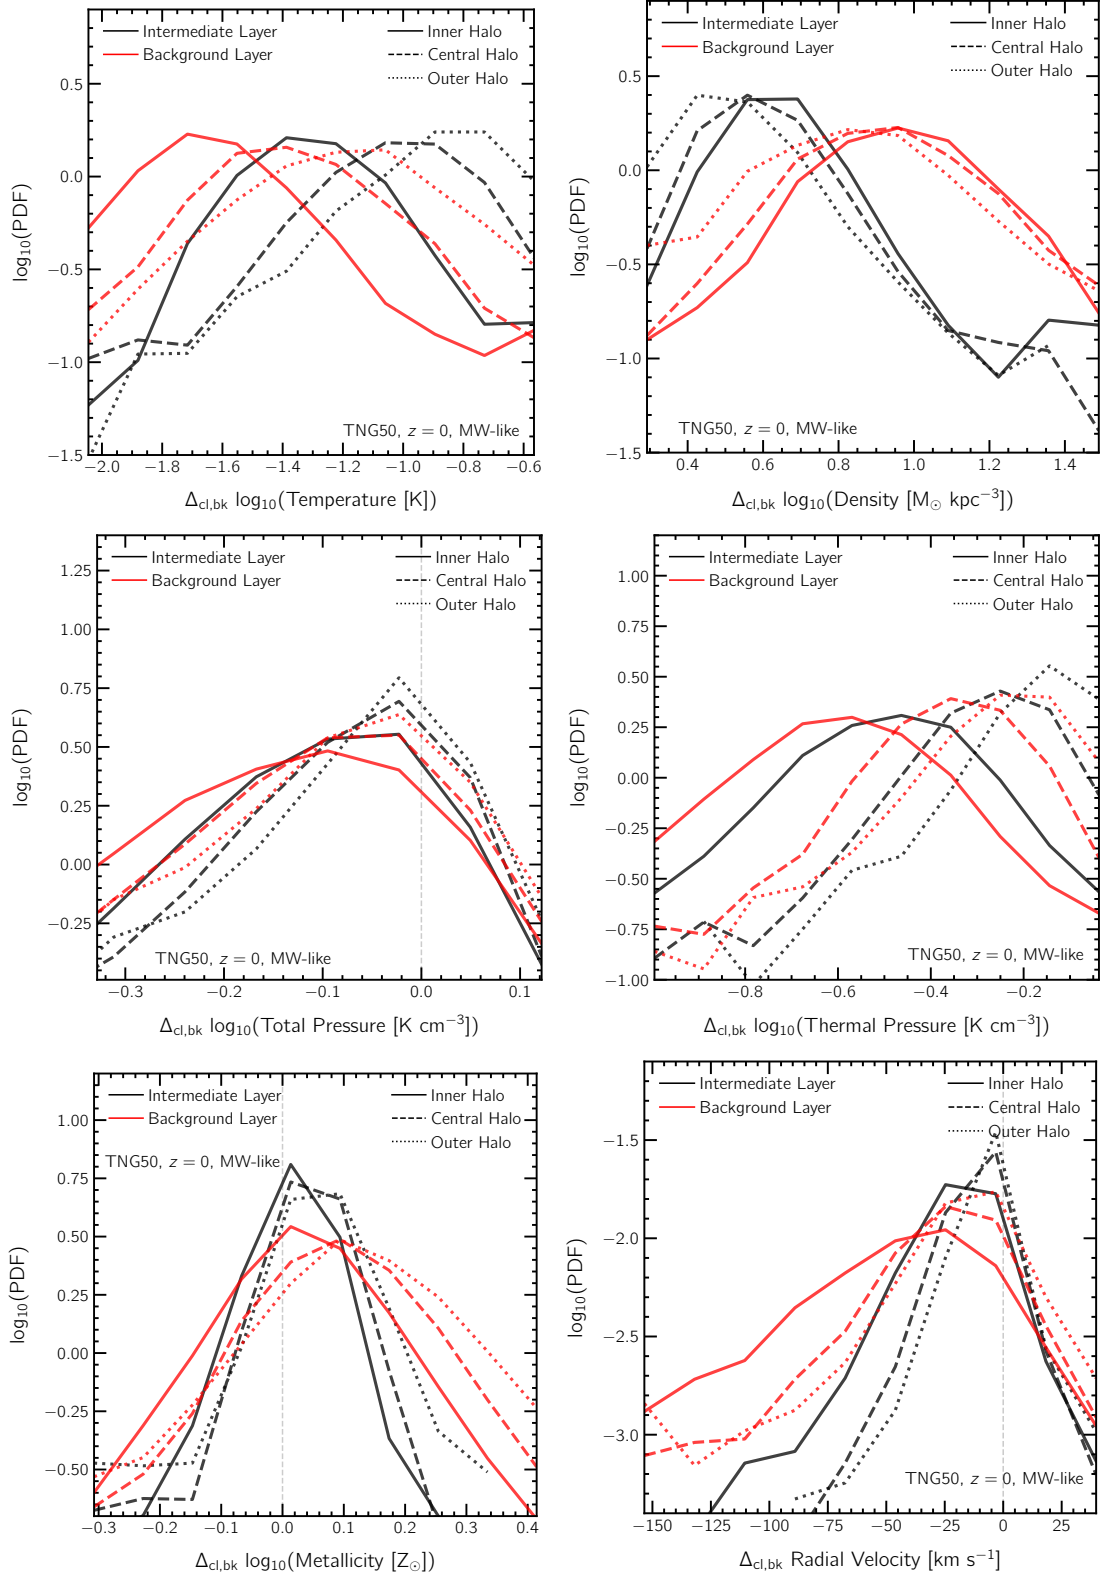 Intermediate Layer
Background Layer
Inner Halo
Central Halo
Outer Halo
0.5
0.0
−0.5
−1.0
−1.5
log₁₀(PDF)
TNG50, z = 0, MW-like
−2.0 −1.8 −1.6 −1.4 −1.2 −1.0 −0.8 −0.6
Δcl,bk log₁₀(Temperature [K])
Intermediate Layer
Background Layer
Inner Halo
Central Halo
Outer Halo
0.5
0.0
−0.5
−1.0
−1.5
log₁₀(PDF)
TNG50, z = 0, MW-like
0.4 0.6 0.8 1.0 1.2 1.4
Δcl,bk log₁₀(Density [M☉ kpc⁻³])
Intermediate Layer
Background Layer
Inner Halo
Central Halo
Outer Halo
1.25
1.00
0.75
0.50
0.25
0.00
−0.25
log₁₀(PDF)
TNG50, z = 0, MW-like
−0.3 −0.2 −0.1 0.0 0.1
Δcl,bk log₁₀(Total Pressure [K cm⁻³])
Intermediate Layer
Background Layer
Inner Halo
Central Halo
Outer Halo
1.00
0.75
0.50
0.25
0.00
−0.25
−0.50
−0.75
−1.00
log₁₀(PDF)
TNG50, z = 0, MW-like
−0.8 −0.6 −0.4 −0.2
Δcl,bk log₁₀(Thermal Pressure [K cm⁻³])
Intermediate Layer
Background Layer
Inner Halo
Central Halo
Outer Halo
TNG50, z = 0, MW-like
1.00
0.75
0.50
0.25
0.00
−0.25
−0.50
log₁₀(PDF)
−0.3 −0.2 −0.1 0.0 0.1 0.2 0.3 0.4
Δcl,bk log₁₀(Metallicity [Z☉])
Intermediate Layer
Background Layer
Inner Halo
Central Halo
Outer Halo
−1.5
−2.0
−2.5
−3.0
log₁₀(PDF)
TNG50, z = 0, MW-like
−150 −125 −100 −75 −50 −25 0 25
Δcl,bk Radial Velocity [km s⁻¹]